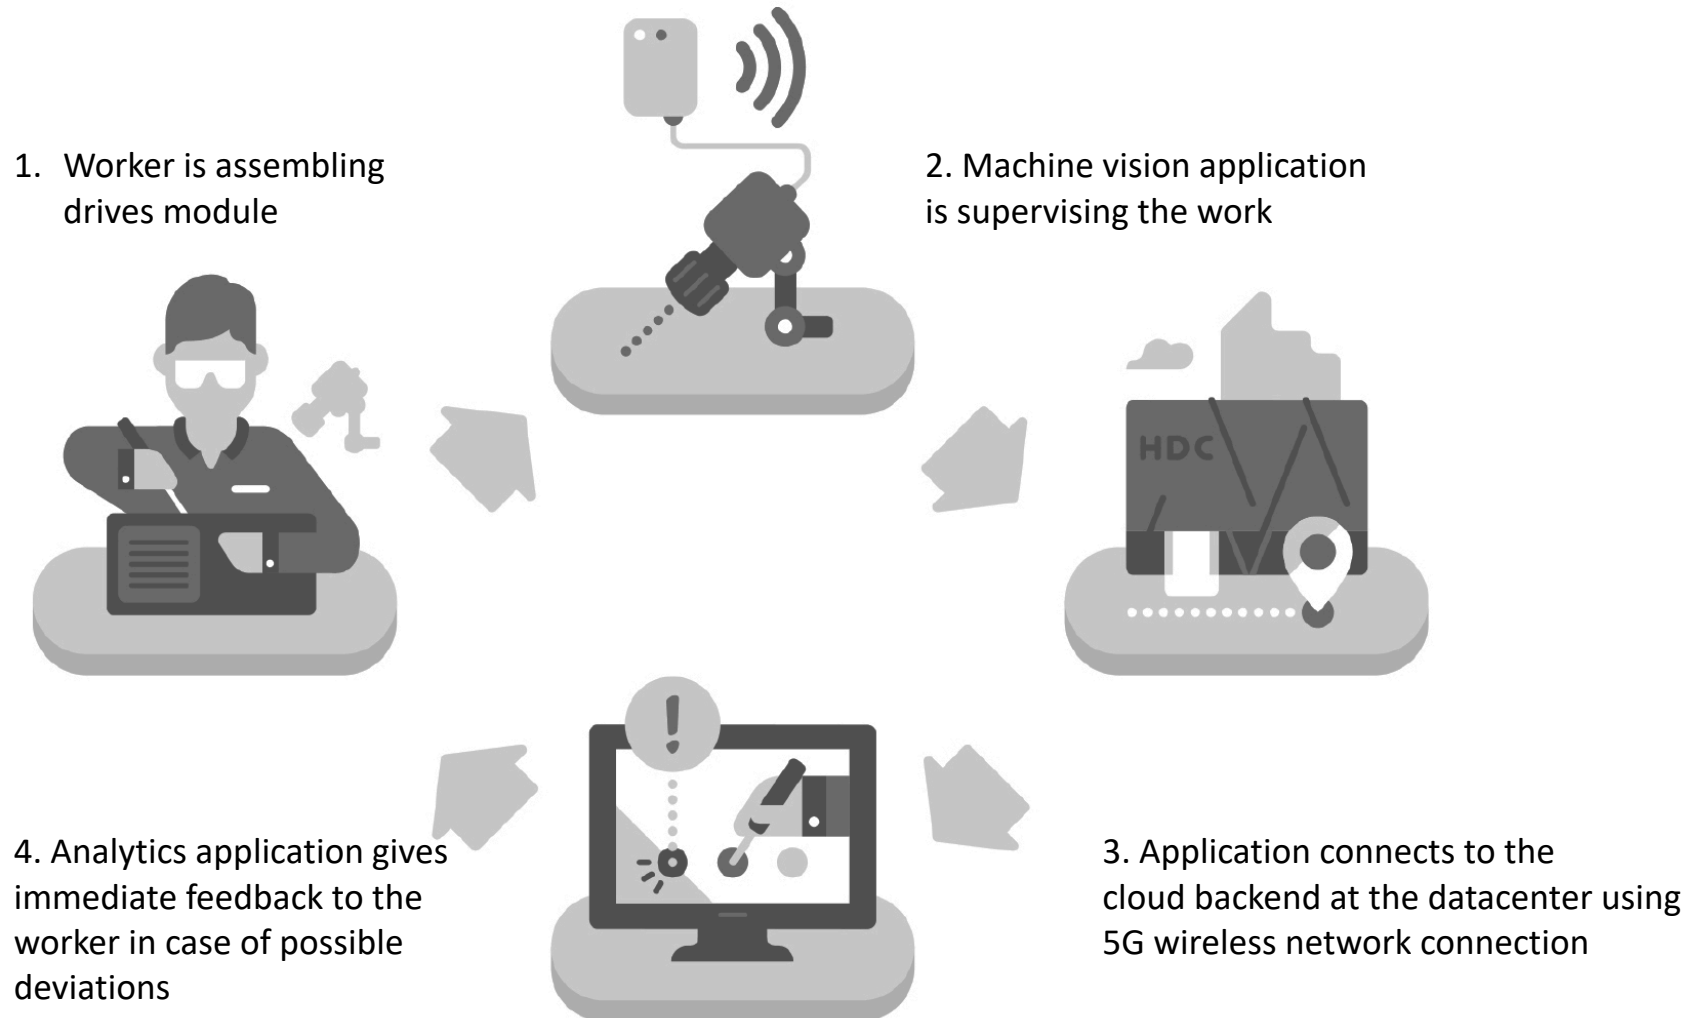 1. Worker is assembling
drives module
2. Machine vision application
is supervising the work
HDC
3. Application connects to the
cloud backend at the datacenter using
5G wireless network connection
4. Analytics application gives
immediate feedback to the
worker in case of possible
deviations
!